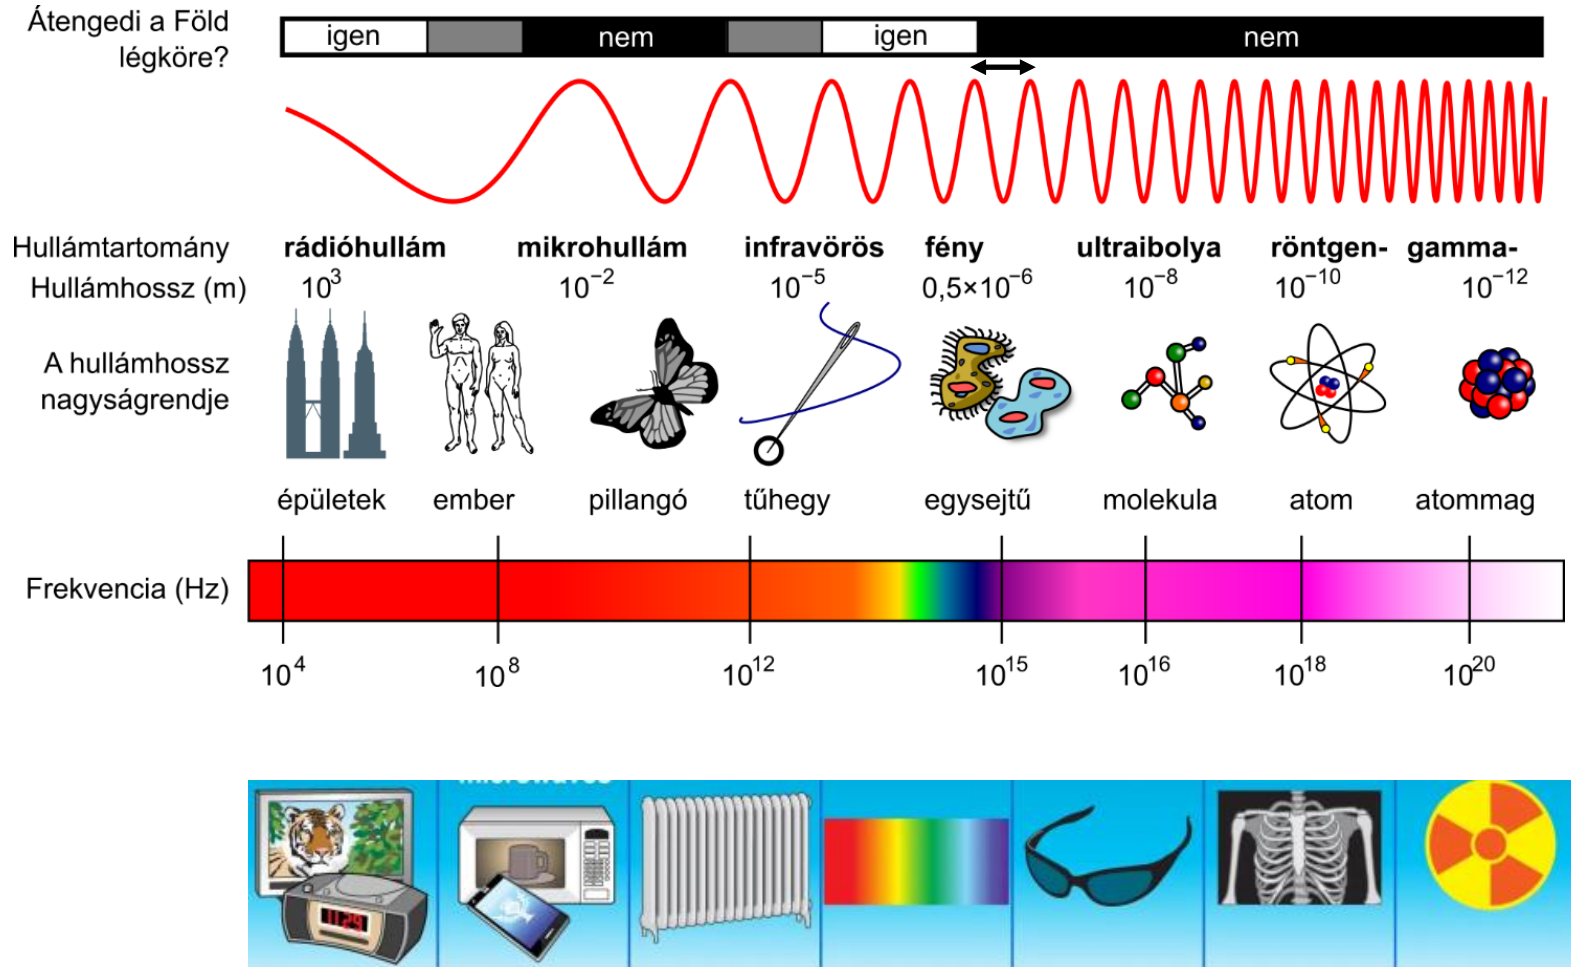 Átengedi a Föld légköre?
igen nem igen nem
Hullámtartomány rádióhullám mikrohullám infravörös fény ultraibolya röntgen- gamma-
Hullámhossz (m) 10³ 10⁻² 10⁻⁵ 0,5×10⁻⁶ 10⁻⁸ 10⁻¹⁰ 10⁻¹²
A hullámhossz nagyságrendje
épületek ember pillangó tűhegy egysejtű molekula atom atommag
Frekvencia (Hz)
10⁴ 10⁸ 10¹² 10¹⁵ 10¹⁶ 10¹⁸ 10²⁰
11:29